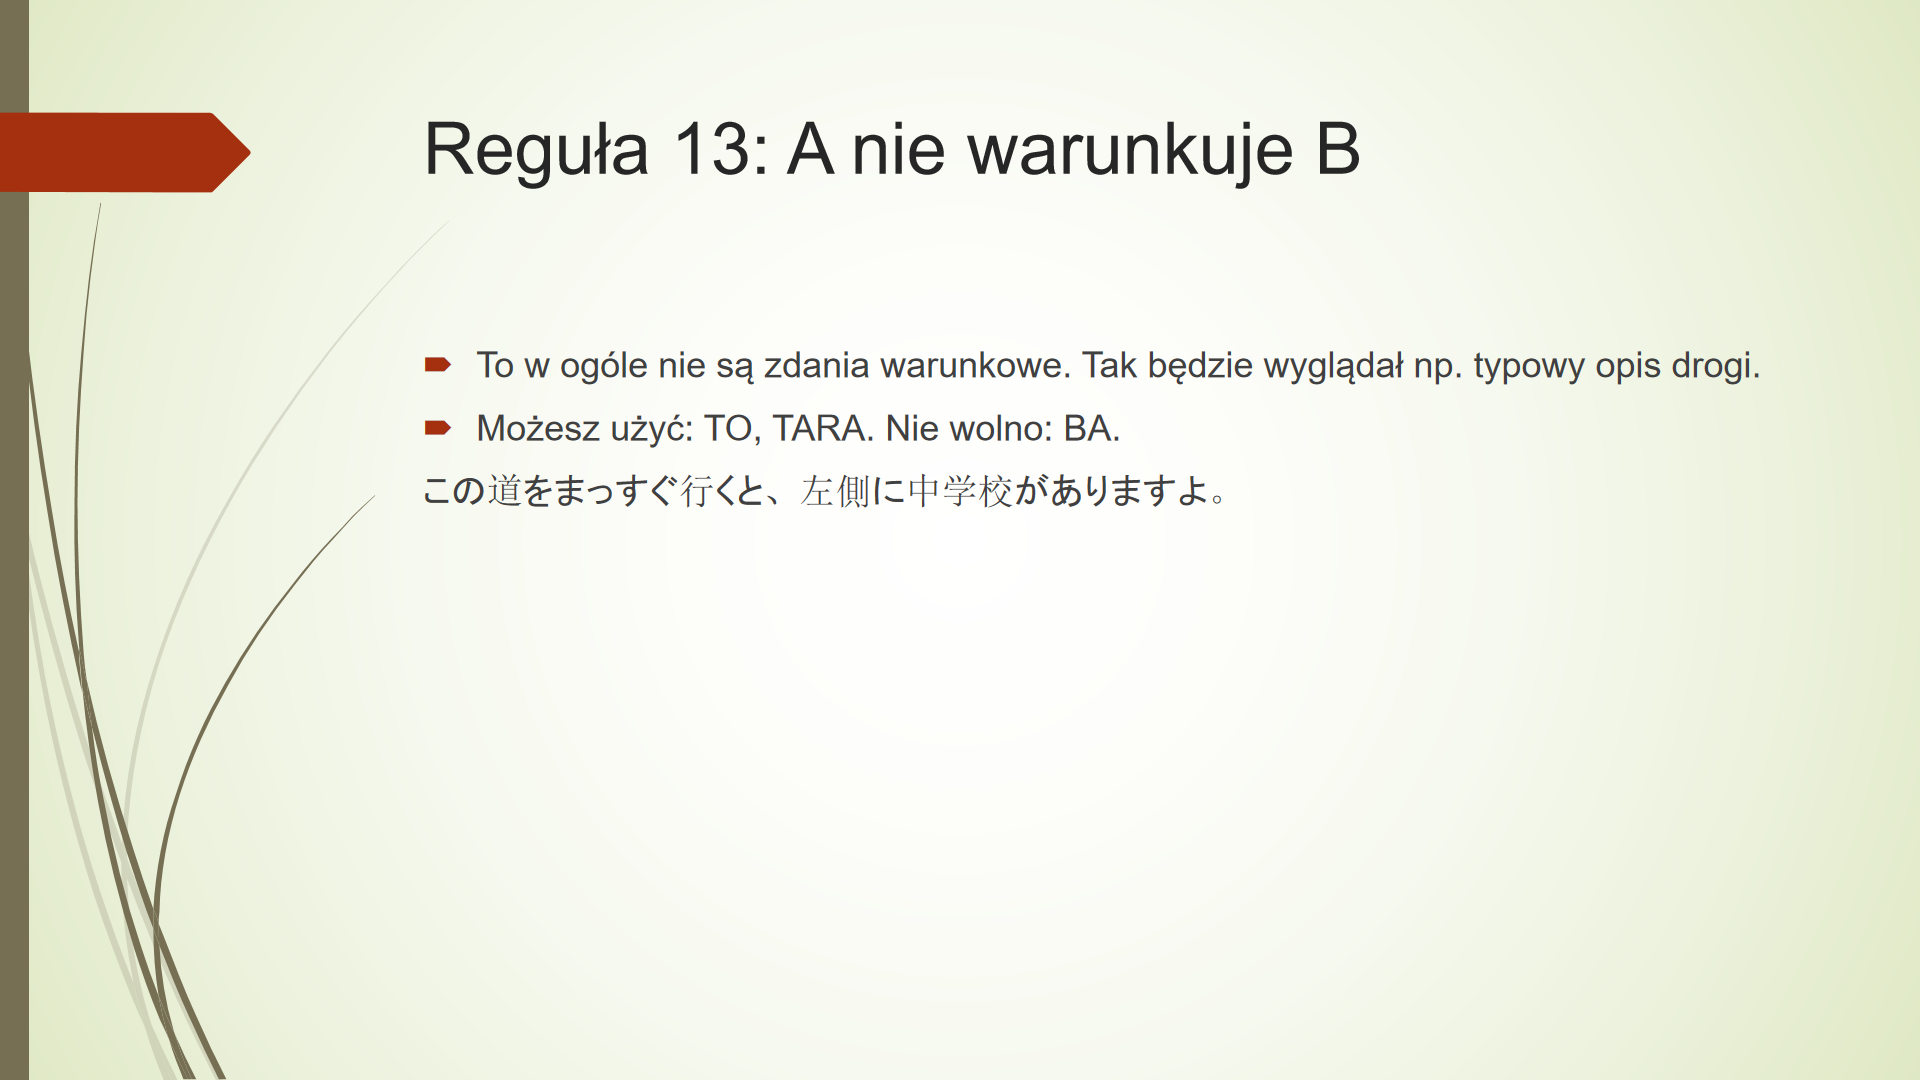 Reguła 13: A nie warunkuje B
To w ogóle nie są zdania warunkowe. Tak będzie wyglądał np. typowy opis drogi.
Możesz użyć: TO, TARA. Nie wolno: BA.
この道をまっすぐ行くと、左側に中学校がありますよ。